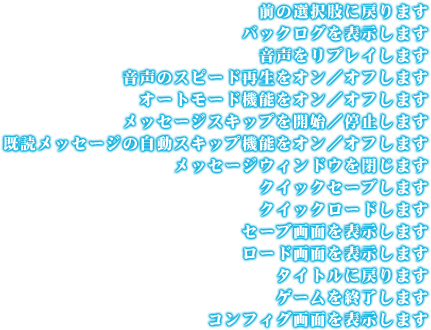 前の選択肢に戻ります
バックログを表示します
音声をリプレイします
音声のスピード再生をオン／オフします
オートモード機能をオン／オフします
メッセージスキップを開始／停止します
既読メッセージの自動スキップ機能をオン／オフします
メッセージウィンドウを閉じます
クイックセーブします
クイックロードします
セーブ画面を表示します
ロード画面を表示します
タイトルに戻ります
ゲームを終了します
コンフィグ画面を表示します